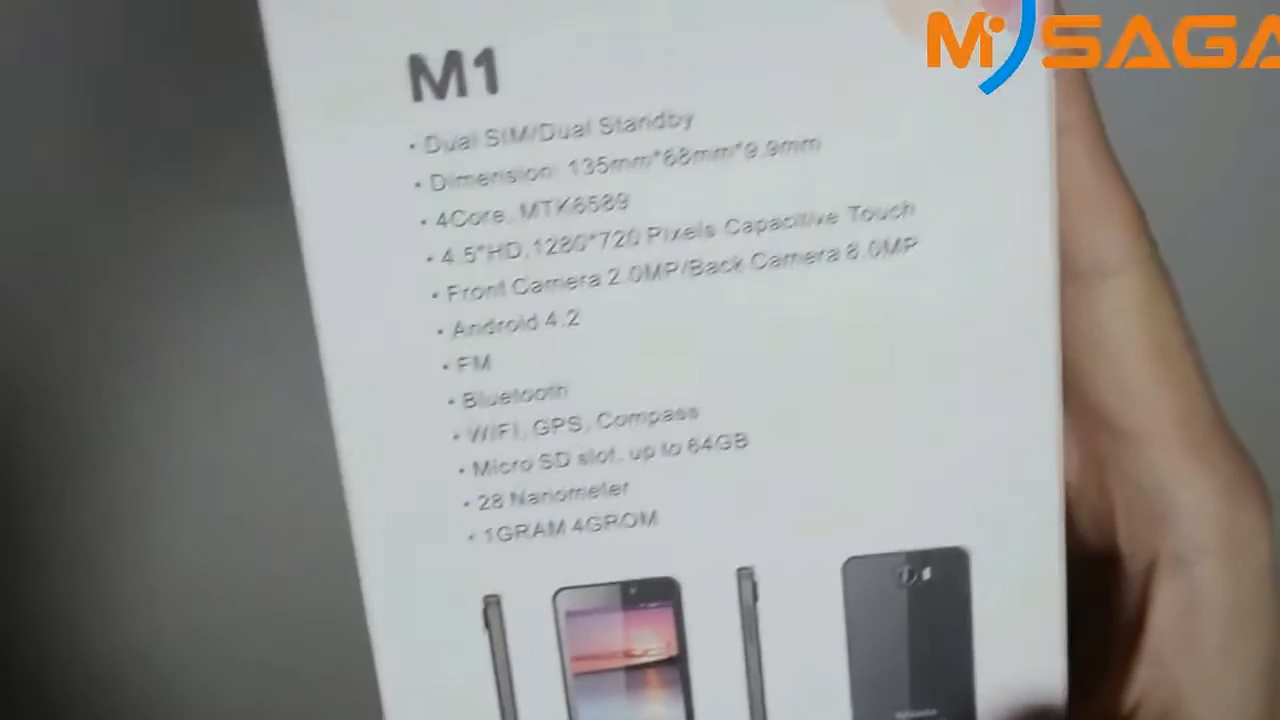 MiSAGA
M1
• Dual SIM/Dual Standby
• Dimension: 135mm*68mm*9.9mm
• 4Core, MTK6589
• 4.5"HD,1280*720 Pixels Capacitive Touch
• Front Camera 2.0MP/Back Camera 8.0MP
• Android 4.2
• FM
• Bluetooth
• WIFI, GPS, Compass
• Micro SD slot, up to 64GB
• 28 Nanometer
• 1GRAM 4GROM